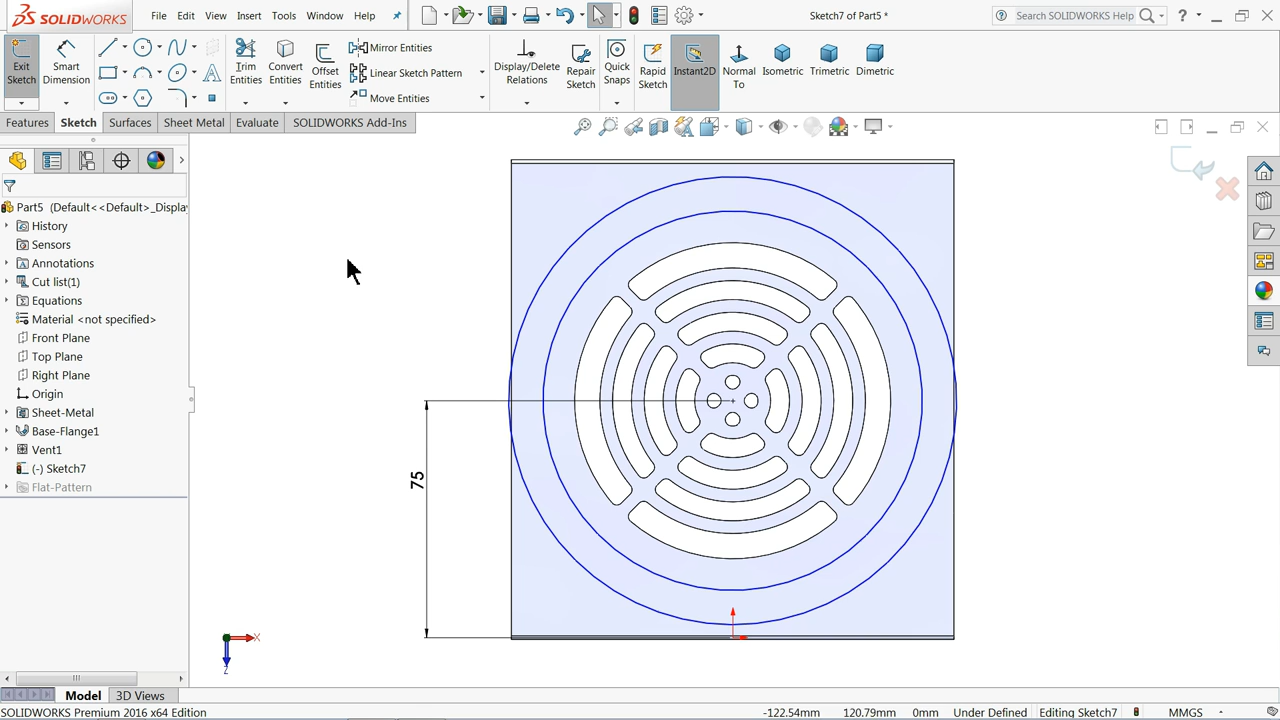 SOLIDWORKS
File Edit View Insert Tools Window Help
Sketch7 of Part5 *
Search SOLIDWORKS Help
Exit Sketch
Smart Dimension
Trim Entities
Convert Entities
Offset Entities
Mirror Entities
Linear Sketch Pattern
Move Entities
Display/Delete Relations
Repair Sketch
Quick Snaps
Rapid Sketch
Instant2D
Normal To
Isometric
Trimetric
Dimetric
Features Sketch Surfaces Sheet Metal Evaluate SOLIDWORKS Add-Ins
Part5 (Default<<Default>_Display
History
Sensors
Annotations
Cut list(1)
Equations
Material <not specified>
Front Plane
Top Plane
Right Plane
Origin
Sheet-Metal
Base-Flange1
Vent1
(-) Sketch7
Flat-Pattern
75
X
Z
Model 3D Views
SOLIDWORKS Premium 2016 x64 Edition
-122.54mm 120.79mm 0mm Under Defined Editing Sketch7 MMGS